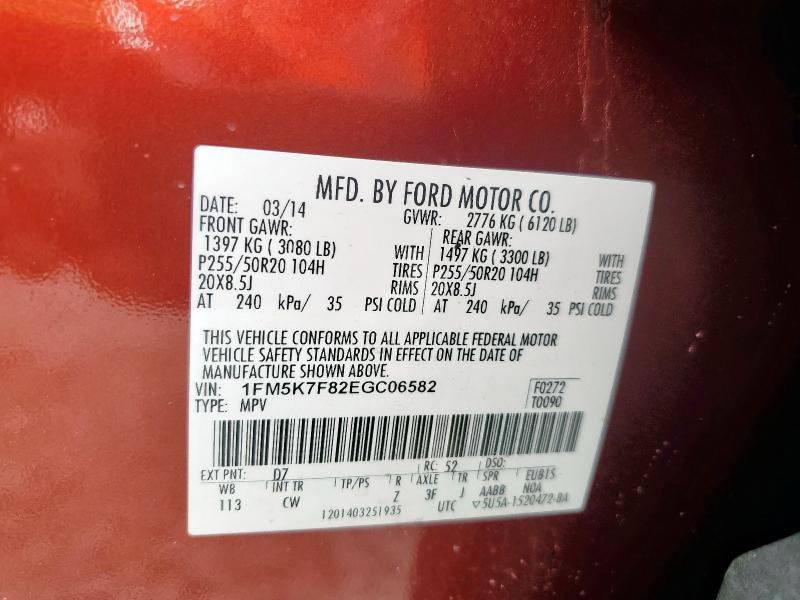 MFD. BY FORD MOTOR CO.
DATE: 03/14 GVWR: 2776 KG ( 6120 LB)
FRONT GAWR: REAR GAWR:
1397 KG ( 3080 LB) WITH 1497 KG ( 3300 LB) WITH
P255/50R20 104H TIRES P255/50R20 104H TIRES
20X8.5J RIMS 20X8.5J RIMS
AT 240 kPa/ 35 PSI COLD AT 240 kPa/ 35 PSI COLD
THIS VEHICLE CONFORMS TO ALL APPLICABLE FEDERAL MOTOR
VEHICLE SAFETY STANDARDS IN EFFECT ON THE DATE OF
MANUFACTURE SHOWN ABOVE.
VIN: 1FM5K7F82EGC06582 F0272
TYPE: MPV T0090
EXT PNT: D7 RC: 52 DSO:
WB INT TR TP/PS R AXLE TR SPR EUBIS
113 CW Z 3F J AABB NOA
1201403251935 UTC ▽5U5A-1520472-BA